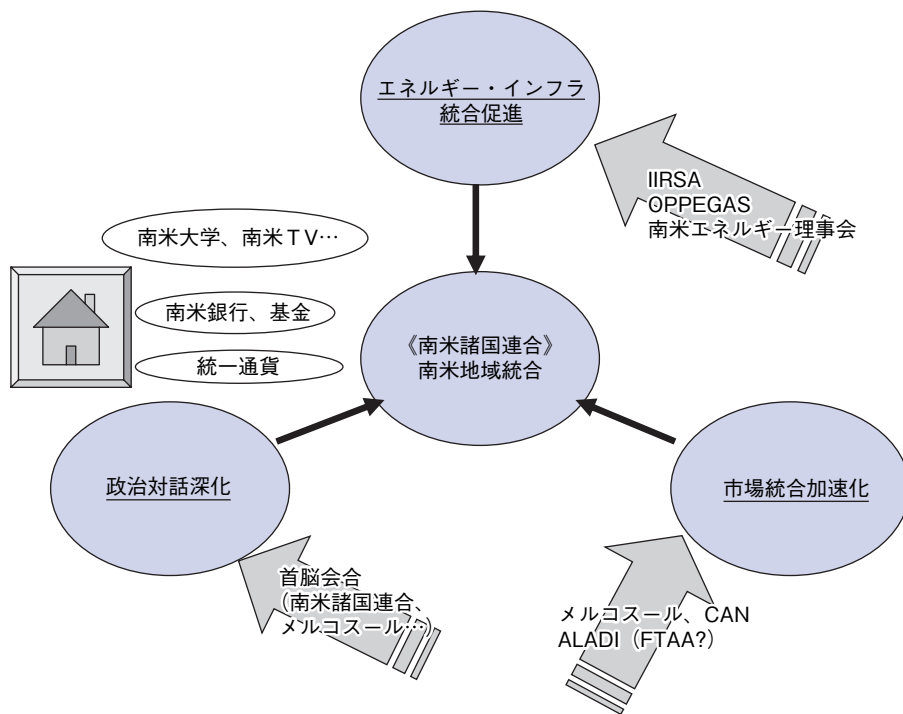 エネルギー・インフラ
統合促進
IIRSA
OPPEGAS
南米エネルギー理事会
南米大学、南米TV…
南米銀行、基金
統一通貨
《南米諸国連合》
南米地域統合
政治対話深化
市場統合加速化
首脳会合
(南米諸国連合、
メルコスール…)
メルコスール、CAN
ALADI(FTAA?)